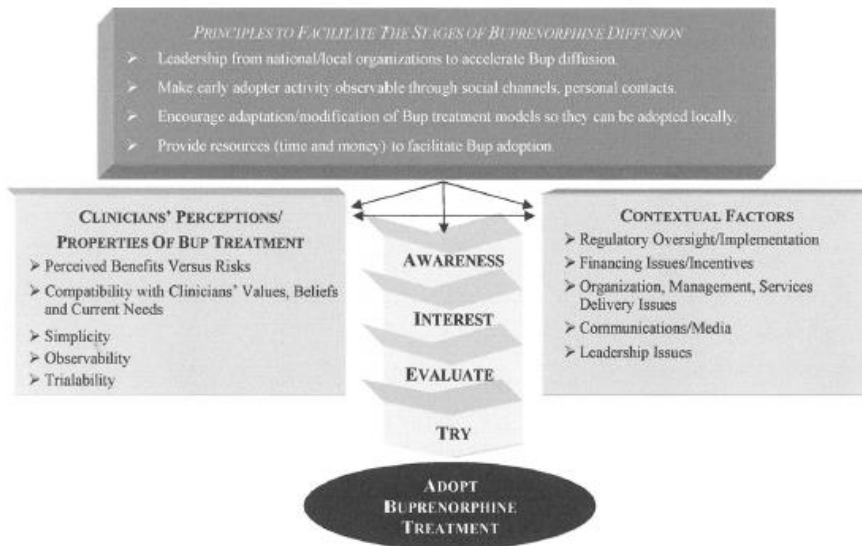 PRINCIPLES TO FACILITATE THE STAGES OF BUPRENORPHINE DIFFUSION
➢ Leadership from national/local organizations to accelerate Bup diffusion.
➢ Make early adopter activity observable through social channels, personal contacts.
➢ Encourage adaptation/modification of Bup treatment models so they can be adopted locally.
➢ Provide resources (time and money) to facilitate Bup adoption.
CLINICIANS' PERCEPTIONS/
PROPERTIES OF BUP TREATMENT
➢ Perceived Benefits Versus Risks
➢ Compatibility with Clinicians' Values, Beliefs
and Current Needs
➢ Simplicity
➢ Observability
➢ Trialability
AWARENESS
INTEREST
EVALUATE
TRY
CONTEXTUAL FACTORS
➢ Regulatory Oversight/Implementation
➢ Financing Issues/Incentives
➢ Organization, Management, Services
Delivery Issues
➢ Communications/Media
➢ Leadership Issues
ADOPT
BUPRENORPHINE
TREATMENT